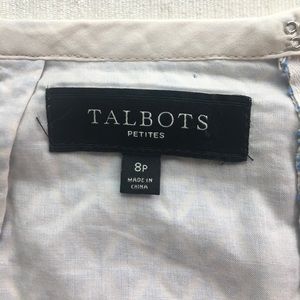 TALBOTS
PETITES
8P
MADE IN
CHINA